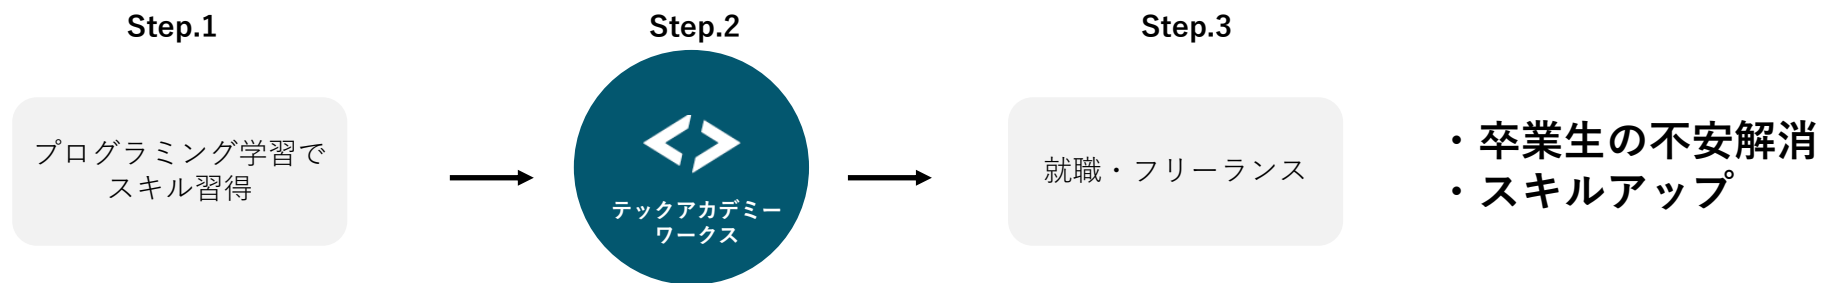 Step.1
プログラミング学習で
スキル習得
Step.2
テックアカデミー
ワークス
Step.3
就職・フリーランス
・卒業生の不安解消
・スキルアップ